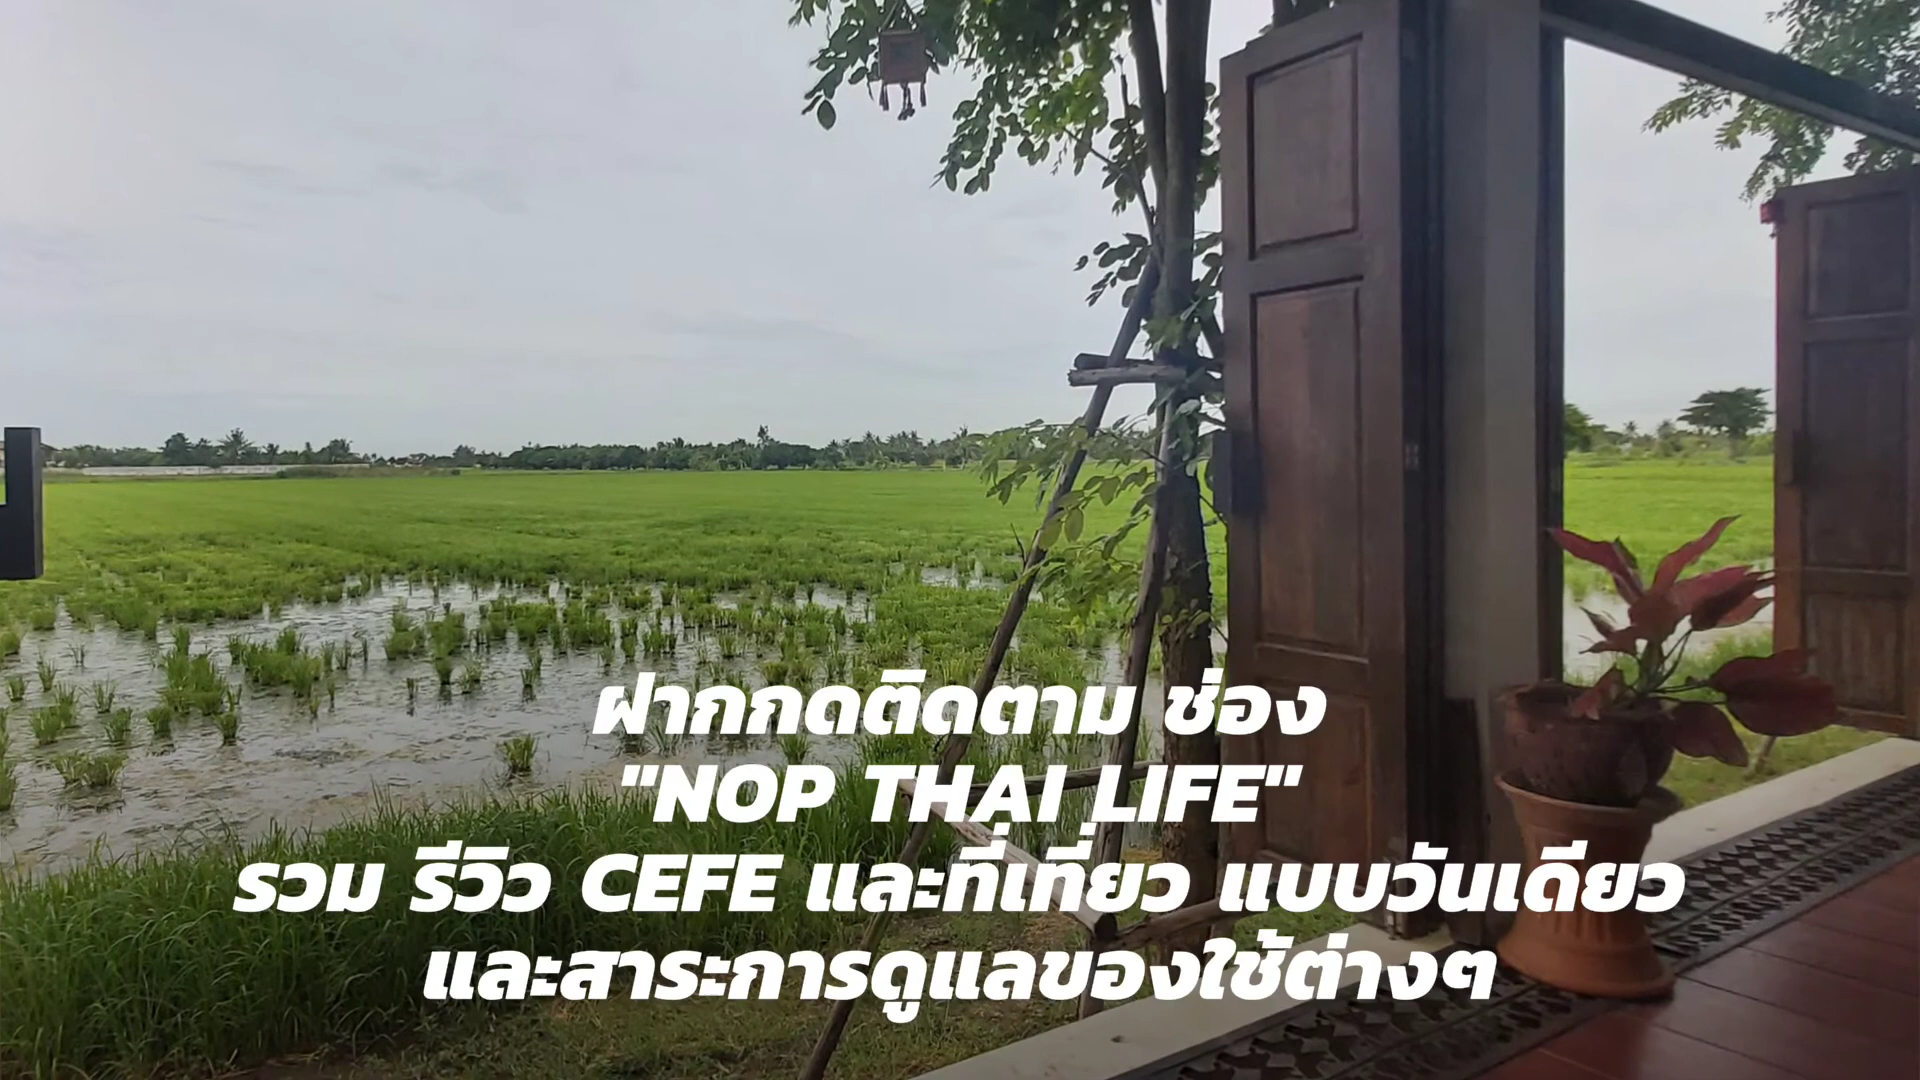 ฝากกดติดตาม ช่อง
"NOP THAI LIFE"
รวม รีวิว CEFE และที่เที่ยว แบบวันเดียว
และสาระการดูแลของใช้ต่างๆ